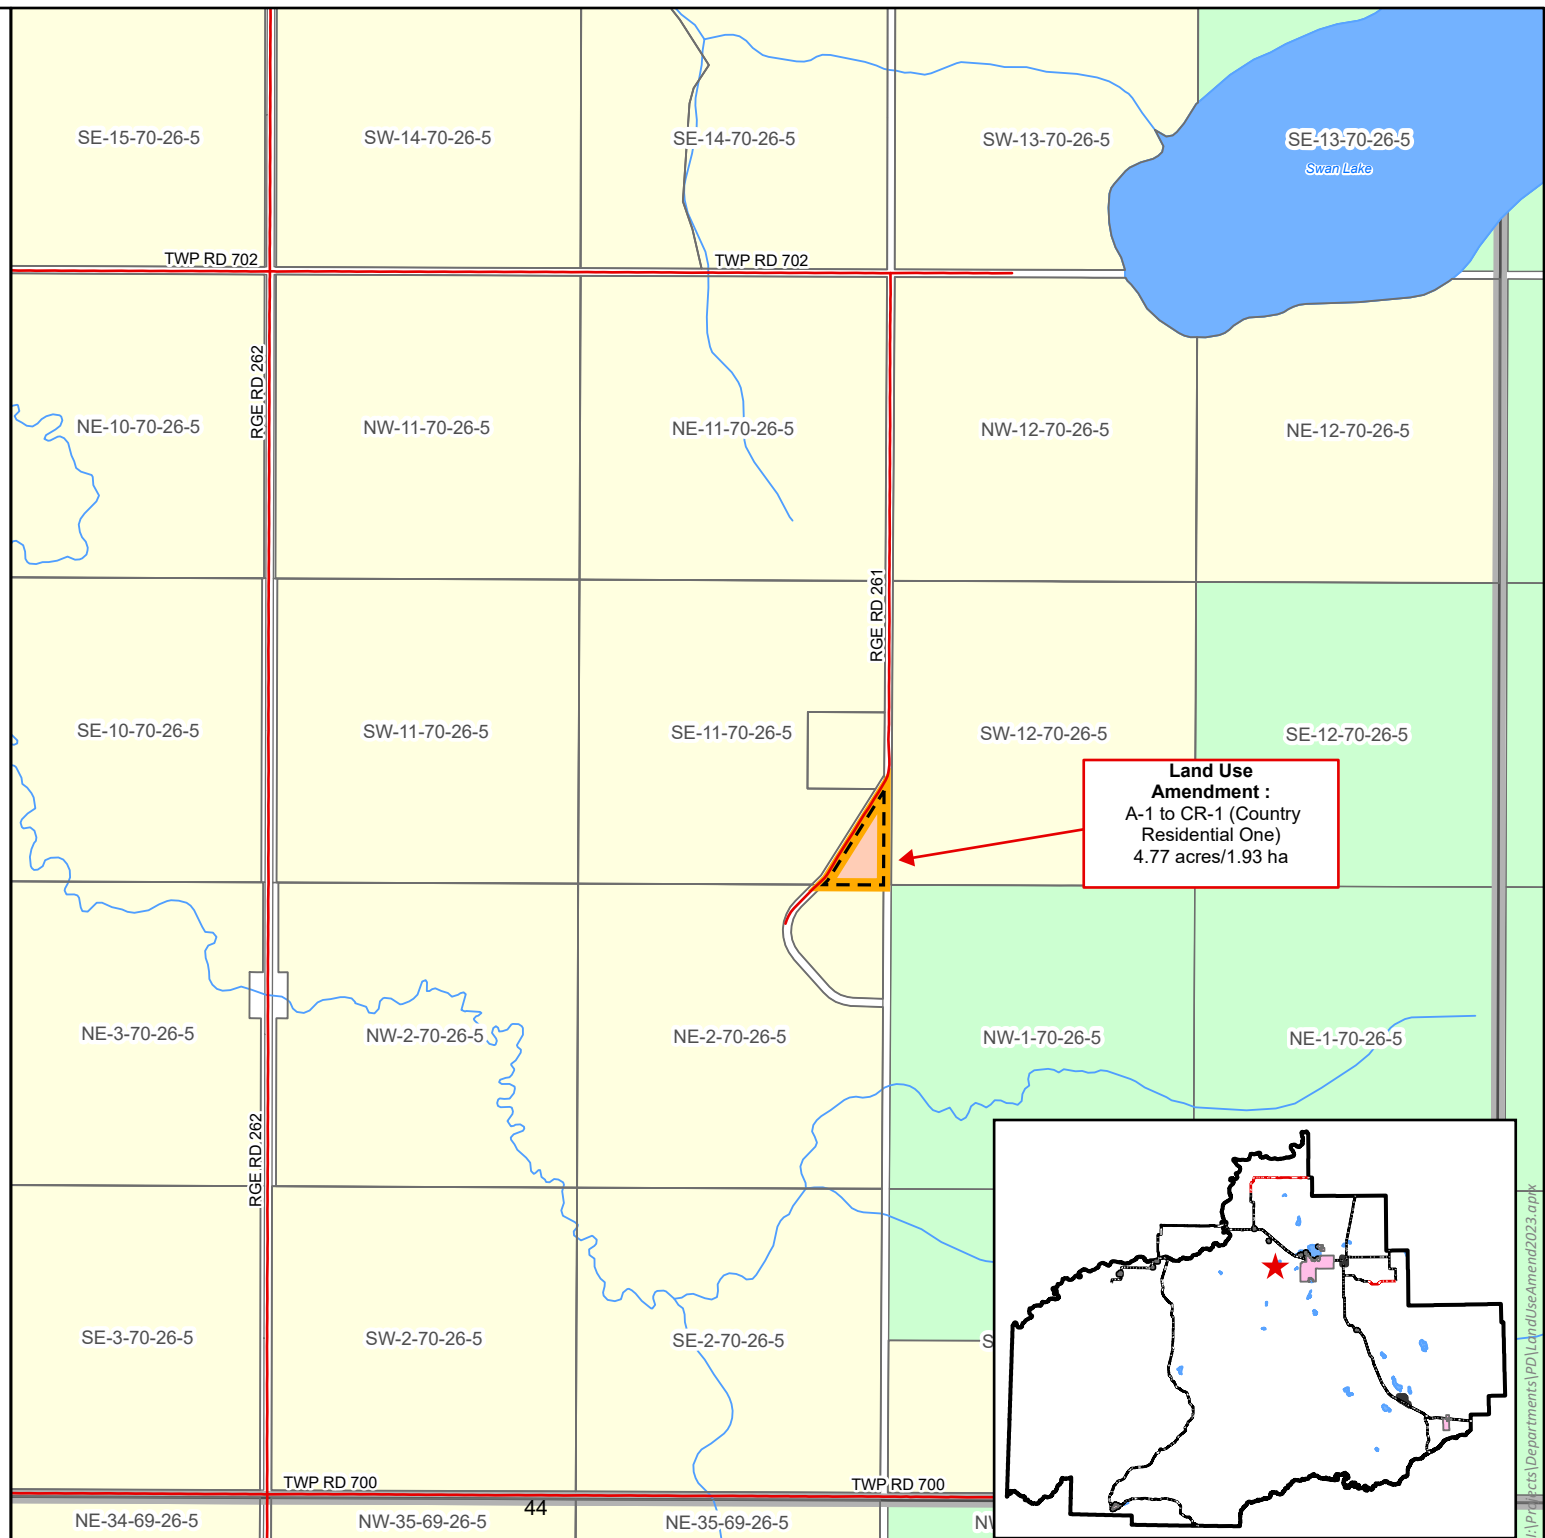 SE-15-70-26-5
SW-14-70-26-5
SE-14-70-26-5
SW-13-70-26-5
SE-13-70-26-5
Swan Lake
TWP RD 702
TWP RD 702
RGE RD 262
NE-10-70-26-5
NW-11-70-26-5
NE-11-70-26-5
NW-12-70-26-5
NE-12-70-26-5
RGE RD 261
SE-10-70-26-5
SW-11-70-26-5
SE-11-70-26-5
SW-12-70-26-5
SE-12-70-26-5
Land Use
Amendment :
A-1 to CR-1 (Country
Residential One)
4.77 acres/1.93 ha
NE-3-70-26-5
NW-2-70-26-5
NE-2-70-26-5
NW-1-70-26-5
NE-1-70-26-5
RGE RD 262
SE-3-70-26-5
SW-2-70-26-5
SE-2-70-26-5
S
TWP RD 700
TWP RD 700
44
NE-34-69-26-5
NW-35-69-26-5
NE-35-69-26-5
I:\Projects\Departments\PD\LandUseAmend2023.aprx